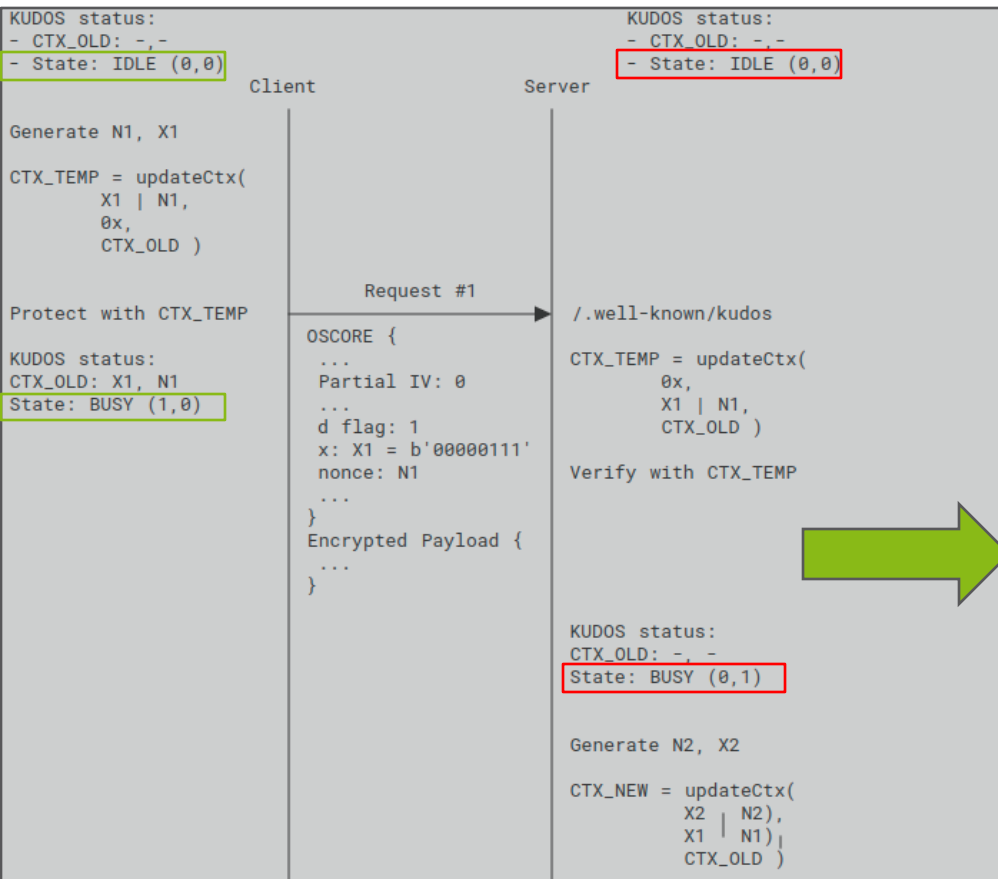 KUDOS status:
- CTX_OLD: -,-
- State: IDLE (0,0)
KUDOS status:
- CTX_OLD: -,-
- State: IDLE (0,0)
Client
Server
Generate N1, X1
CTX_TEMP = updateCtx(
X1 | N1,
0x,
CTX_OLD )
Protect with CTX_TEMP
KUDOS status:
CTX_OLD: X1, N1
State: BUSY (1,0)
Request #1
OSCORE {
...
Partial IV: 0
...
d flag: 1
x: X1 = b'00000111'
nonce: N1
...
}
Encrypted Payload {
...
}
/.well-known/kudos
CTX_TEMP = updateCtx(
0x,
X1 | N1,
CTX_OLD )
Verify with CTX_TEMP
KUDOS status:
CTX_OLD: -, -
State: BUSY (0,1)
Generate N2, X2
CTX_NEW = updateCtx(
X2 | N2),
X1 | N1),
CTX_OLD )